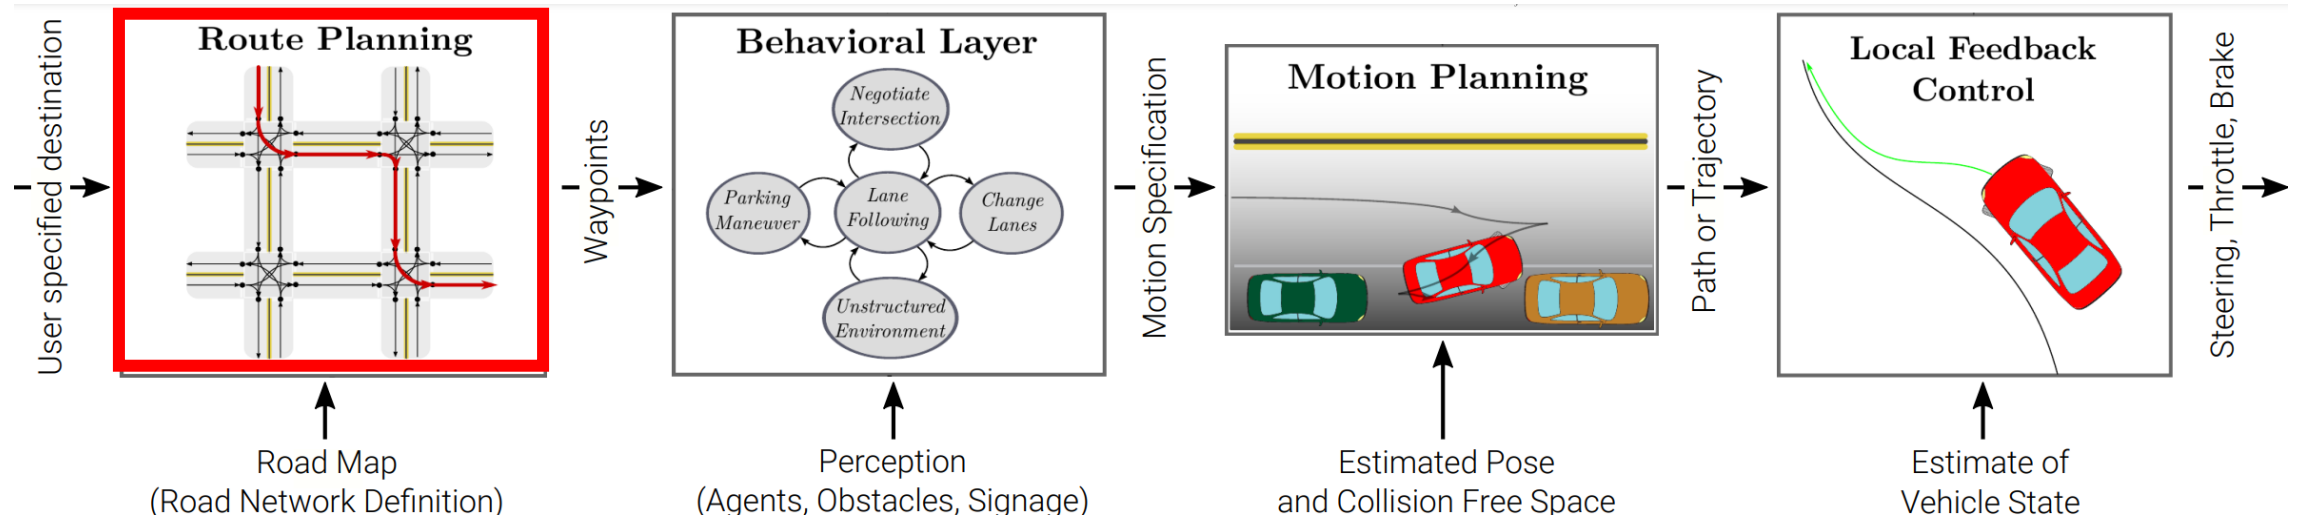 User specified destination
Route Planning
Road Map
(Road Network Definition)
Waypoints
Behavioral Layer
Negotiate
Intersection
Parking
Maneuver
Lane
Following
Change
Lanes
Unstructured
Environment
Perception
(Agents, Obstacles, Signage)
Motion Specification
Motion Planning
Estimated Pose
and Collision Free Space
Path or Trajectory
Local Feedback
Control
Estimate of
Vehicle State
Steering, Throttle, Brake